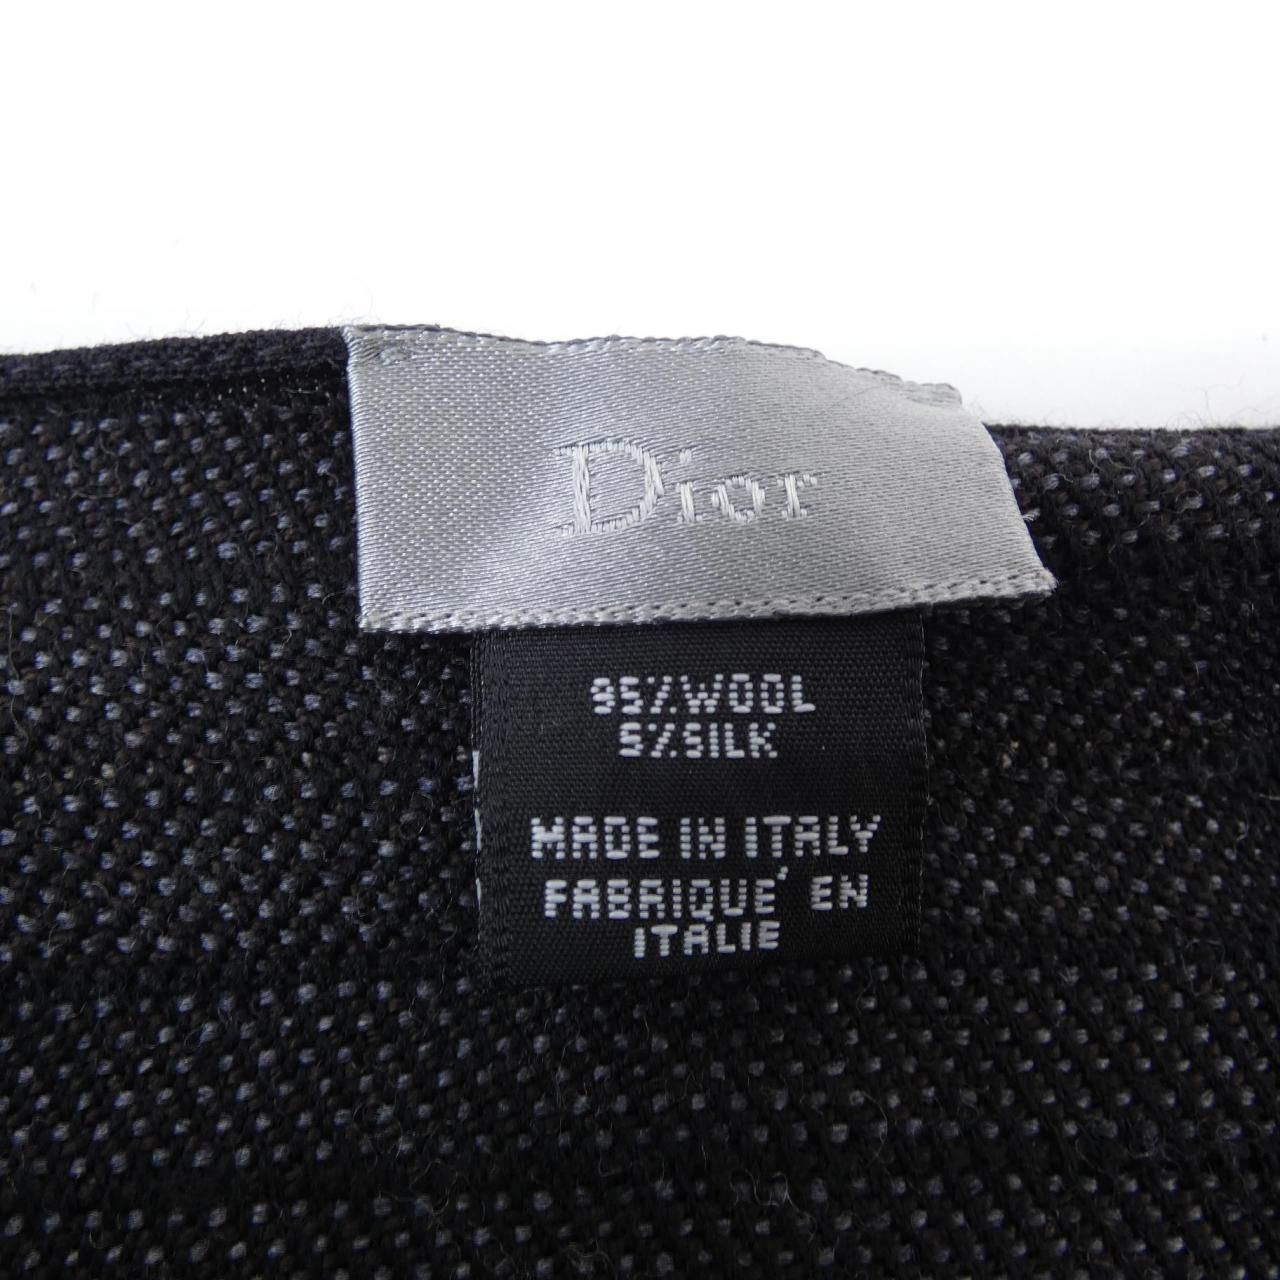 Dior
95%WOOL
5%SILK
MADE IN ITALY
FABRIQUE' EN
ITALIE